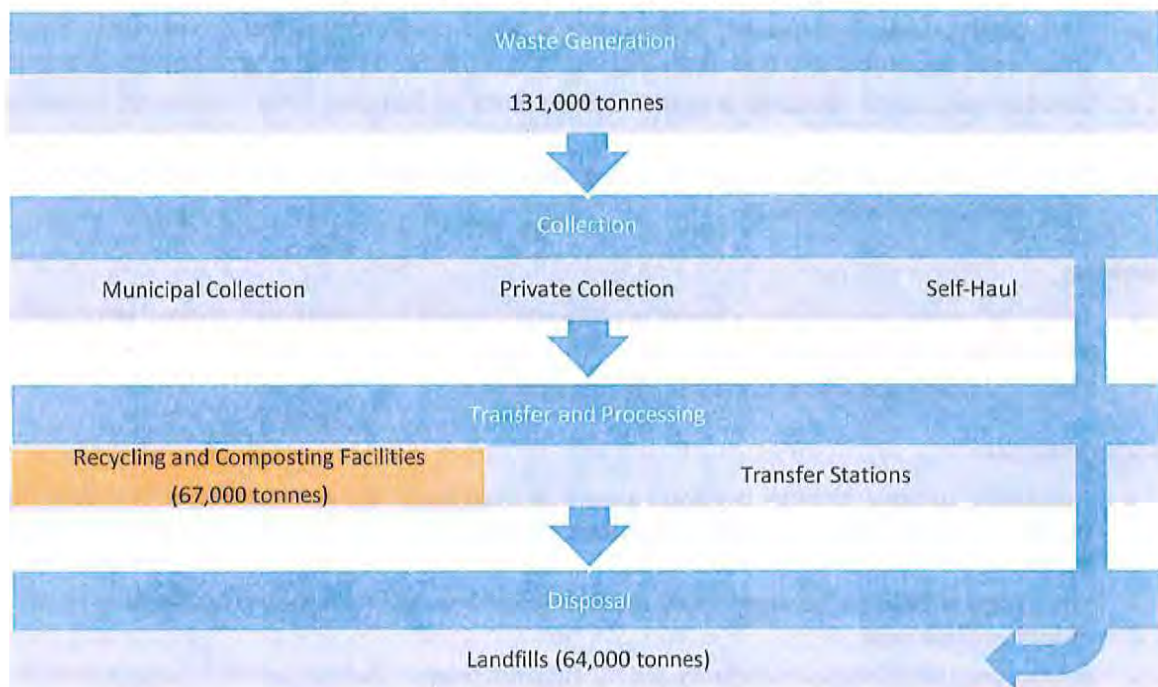 Waste Generation
131,000 tonnes
Collection
Municipal Collection Private Collection Self-Haul
Transfer and Processing
Recycling and Composting Facilities
(67,000 tonnes)
Transfer Stations
Disposal
Landfills (64,000 tonnes)